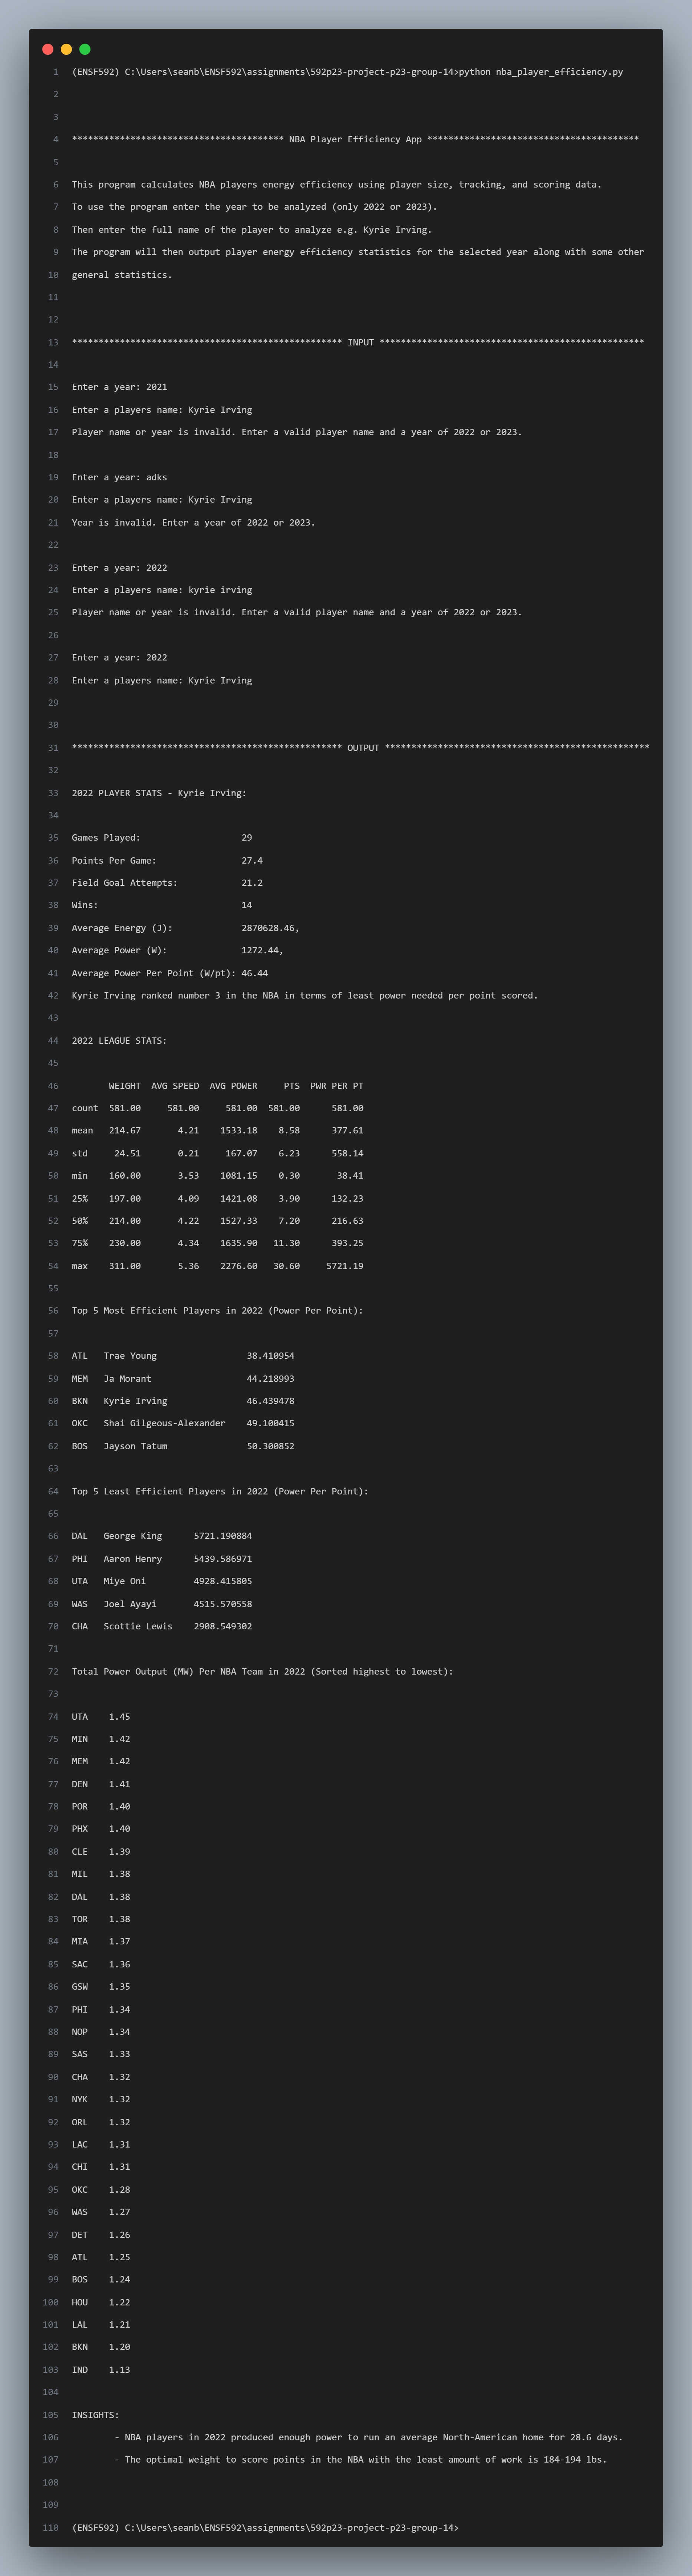 1 (ENSF592) C:\Users\seanb\ENSF592\assignments\592p23-project-p23-group-14>python nba_player_efficiency.py
2
3
4 **************************************** NBA Player Efficiency App ****************************************
5
6 This program calculates NBA players energy efficiency using player size, tracking, and scoring data.
7 To use the program enter the year to be analyzed (only 2022 or 2023).
8 Then enter the full name of the player to analyze e.g. Kyrie Irving.
9 The program will then output player energy efficiency statistics for the selected year along with some other
10 general statistics.
11
12
13 *************************************************** INPUT **************************************************
14
15 Enter a year: 2021
16 Enter a players name: Kyrie Irving
17 Player name or year is invalid. Enter a valid player name and a year of 2022 or 2023.
18
19 Enter a year: adks
20 Enter a players name: Kyrie Irving
21 Year is invalid. Enter a year of 2022 or 2023.
22
23 Enter a year: 2022
24 Enter a players name: kyrie irving
25 Player name or year is invalid. Enter a valid player name and a year of 2022 or 2023.
26
27 Enter a year: 2022
28 Enter a players name: Kyrie Irving
29
30
31 *************************************************** OUTPUT **************************************************
32
33 2022 PLAYER STATS - Kyrie Irving:
34
35 Games Played: 29
36 Points Per Game: 27.4
37 Field Goal Attempts: 21.2
38 Wins: 14
39 Average Energy (J): 2870628.46,
40 Average Power (W): 1272.44,
41 Average Power Per Point (W/pt): 46.44
42 Kyrie Irving ranked number 3 in the NBA in terms of least power needed per point scored.
43
44 2022 LEAGUE STATS:
45
46 WEIGHT AVG SPEED AVG POWER PTS PWR PER PT
47 count 581.00 581.00 581.00 581.00 581.00
48 mean 214.67 4.21 1533.18 8.58 377.61
49 std 24.51 0.21 167.07 6.23 558.14
50 min 160.00 3.53 1081.15 0.30 38.41
51 25% 197.00 4.09 1421.08 3.90 132.23
52 50% 214.00 4.22 1527.33 7.20 216.63
53 75% 230.00 4.34 1635.90 11.30 393.25
54 max 311.00 5.36 2276.60 30.60 5721.19
55
56 Top 5 Most Efficient Players in 2022 (Power Per Point):
57
58 ATL Trae Young 38.410954
59 MEM Ja Morant 44.218993
60 BKN Kyrie Irving 46.439478
61 OKC Shai Gilgeous-Alexander 49.100415
62 BOS Jayson Tatum 50.300852
63
64 Top 5 Least Efficient Players in 2022 (Power Per Point):
65
66 DAL George King 5721.190884
67 PHI Aaron Henry 5439.586971
68 UTA Miye Oni 4928.415805
69 WAS Joel Ayayi 4515.570558
70 CHA Scottie Lewis 2908.549302
71
72 Total Power Output (MW) Per NBA Team in 2022 (Sorted highest to lowest):
73
74 UTA 1.45
75 MIN 1.42
76 MEM 1.42
77 DEN 1.41
78 POR 1.40
79 PHX 1.40
80 CLE 1.39
81 MIL 1.38
82 DAL 1.38
83 TOR 1.38
84 MIA 1.37
85 SAC 1.36
86 GSW 1.35
87 PHI 1.34
88 NOP 1.34
89 SAS 1.33
90 CHA 1.32
91 NYK 1.32
92 ORL 1.32
93 LAC 1.31
94 CHI 1.31
95 OKC 1.28
96 WAS 1.27
97 DET 1.26
98 ATL 1.25
99 BOS 1.24
100 HOU 1.22
101 LAL 1.21
102 BKN 1.20
103 IND 1.13
104
105 INSIGHTS:
106 - NBA players in 2022 produced enough power to run an average North-American home for 28.6 days.
107 - The optimal weight to score points in the NBA with the least amount of work is 184-194 lbs.
108
109
110 (ENSF592) C:\Users\seanb\ENSF592\assignments\592p23-project-p23-group-14>